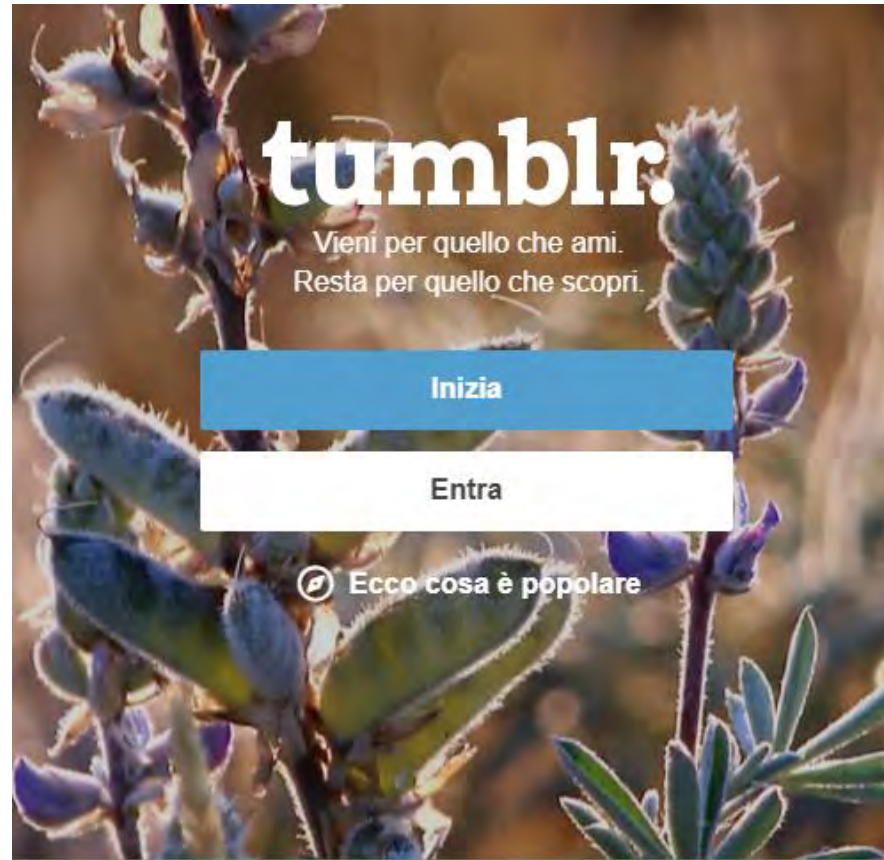 tumblr.
Vieni per quello che ami.
Resta per quello che scopri.
Inizia
Entra
Ecco cosa è popolare